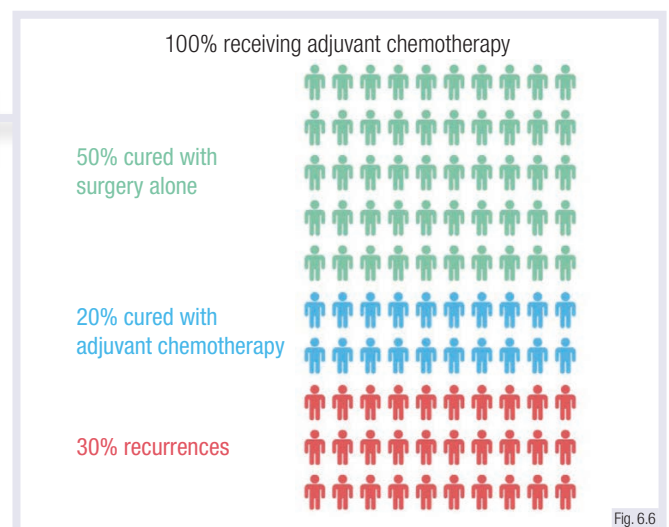 100% receiving adjuvant chemotherapy
50% cured with
surgery alone
20% cured with
adjuvant chemotherapy
30% recurrences
Fig. 6.6